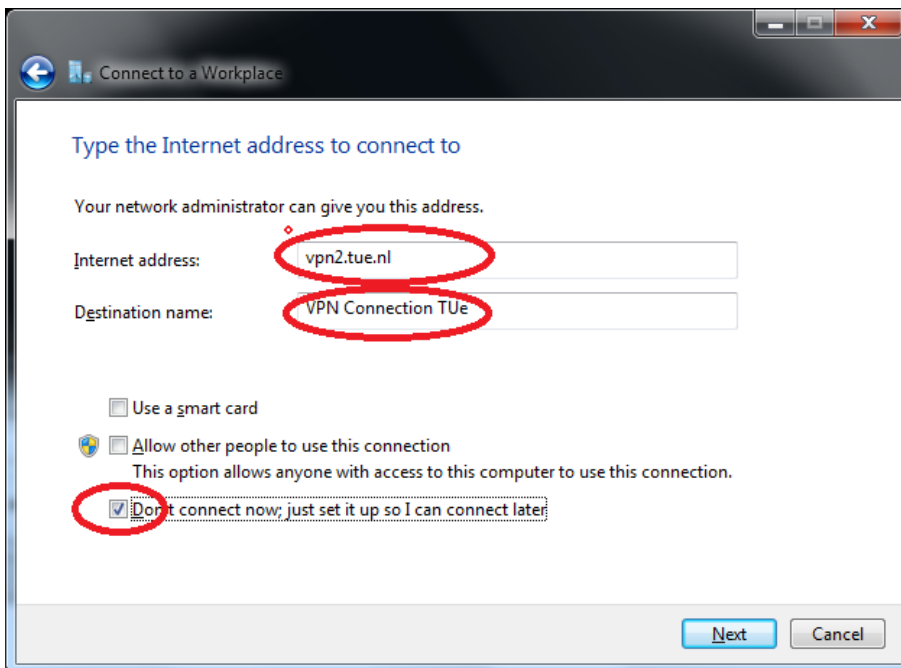 Connect to a Workplace
Type the Internet address to connect to
Your network administrator can give you this address.
Internet address: vpn2.tue.nl
Destination name: VPN Connection TUe
Use a smart card
Allow other people to use this connection
This option allows anyone with access to this computer to use this connection.
Don't connect now; just set it up so I can connect later
Next Cancel